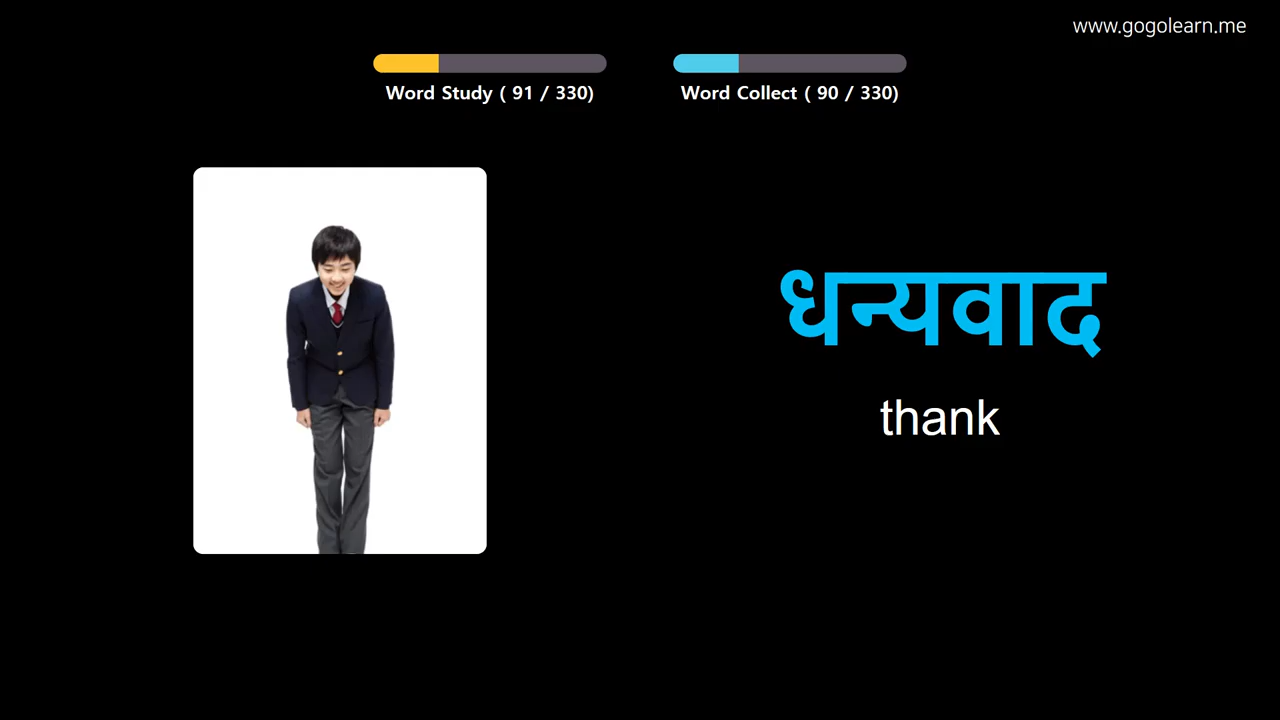 www.gogolearn.me
Word Study ( 91 / 330)
Word Collect ( 90 / 330)
धन्यवाद
thank